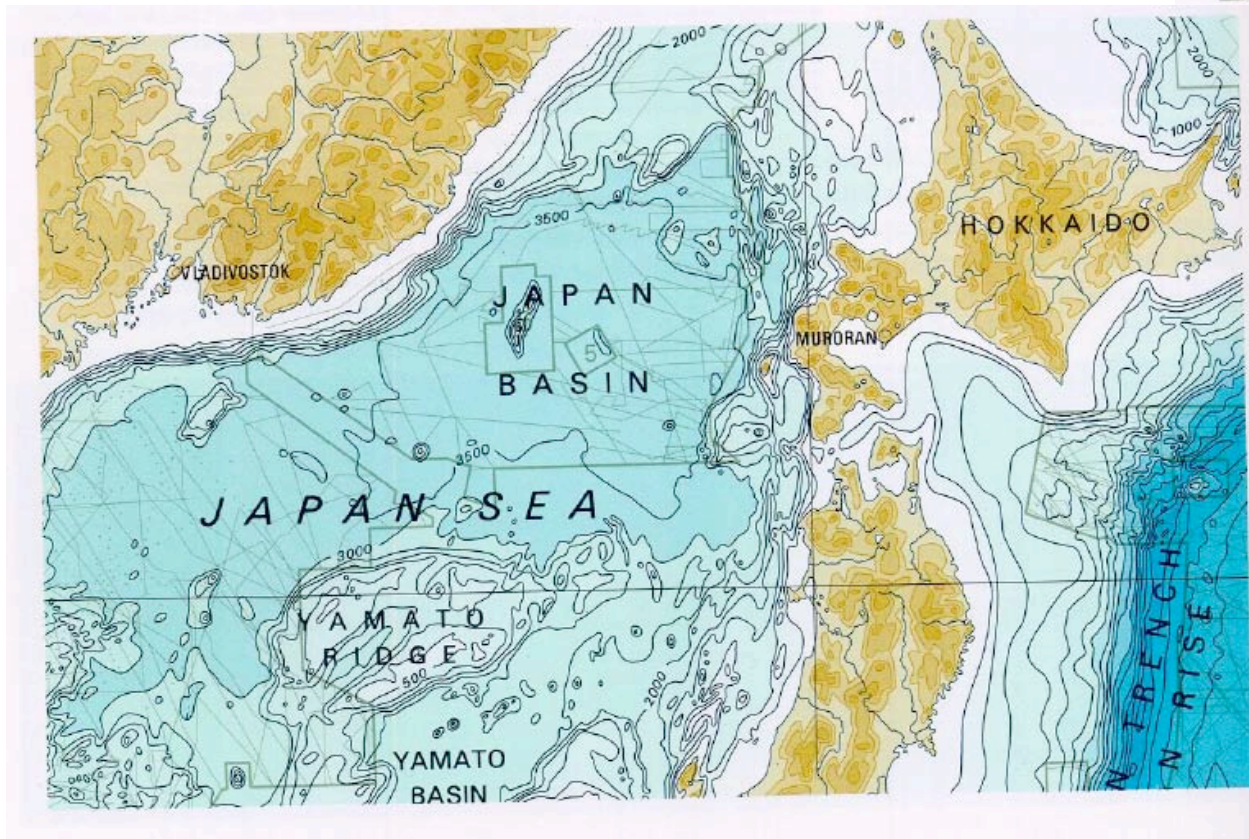 2000
2000
1000
3500
HOKKAIDO
VLADIVOSTOK
JAPAN
MURORAN
5
BASIN
3500
JAPAN SEA
3000
YAMATO
RIDGE
500
2000
TRENCH
RISE
YAMATO
BASIN
N
N